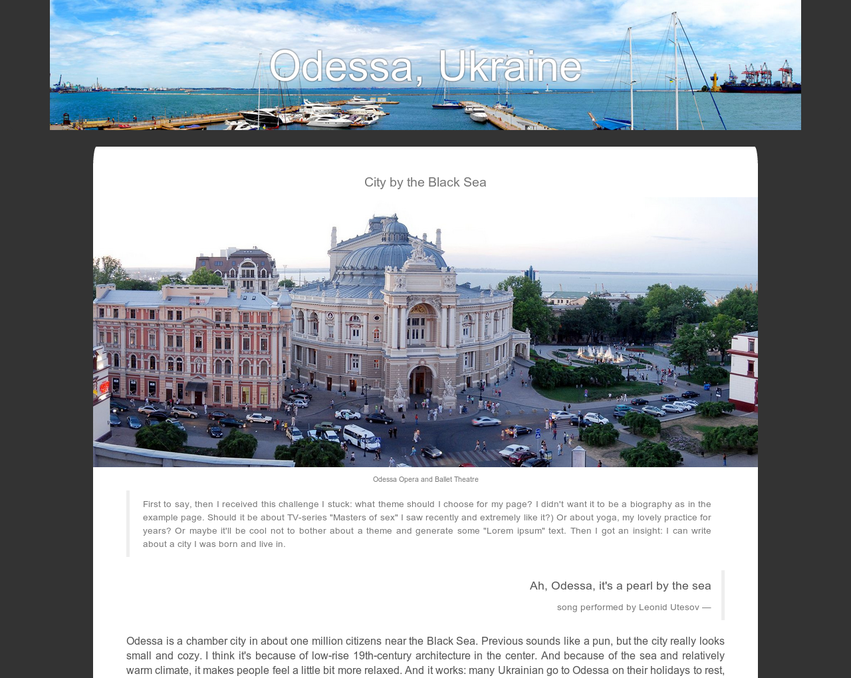 Odessa, Ukraine
City by the Black Sea
Odessa Opera and Ballet Theatre
First to say, then I received this challenge I stuck: what theme should I choose for my page? I didn't want it to be a biography as in the
example page. Should it be about TV-series "Masters of sex" I saw recently and extremely like it?) Or about yoga, my lovely practice for
years? Or maybe it'll be cool not to bother about a theme and generate some "Lorem ipsum" text. Then I got an insight: I can write
about a city I was born and live in.
Ah, Odessa, it's a pearl by the sea
song performed by Leonid Utesov —
Odessa is a chamber city in about one million citizens near the Black Sea. Previous sounds like a pun, but the city really looks
small and cozy. I think it's because of low-rise 19th-century architecture in the center. And because of the sea and relatively
warm climate, it makes people feel a little bit more relaxed. And it works: many Ukrainian go to Odessa on their holidays to rest,